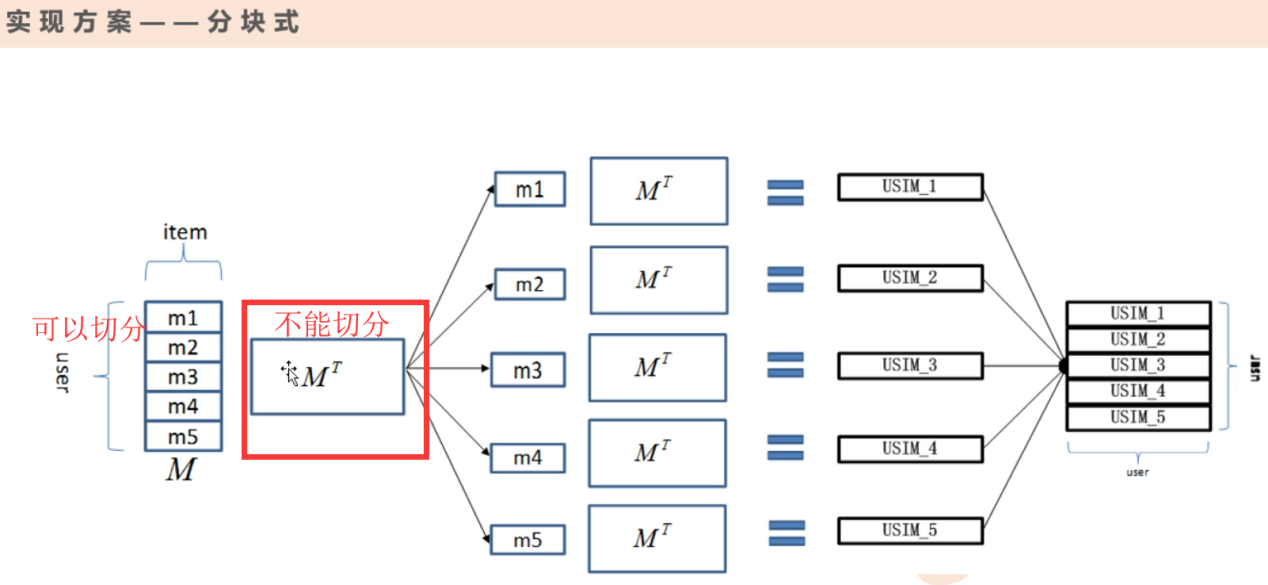 实现方案——分块式
item
可以切分
user
m1
m2
m3
m4
m5
M
不能切分
M^T
m1
M^T
USIM_1
m2
M^T
USIM_2
m3
M^T
USIM_3
m4
M^T
USIM_4
m5
M^T
USIM_5
USIM_1
USIM_2
USIM_3
USIM_4
USIM_5
user
user